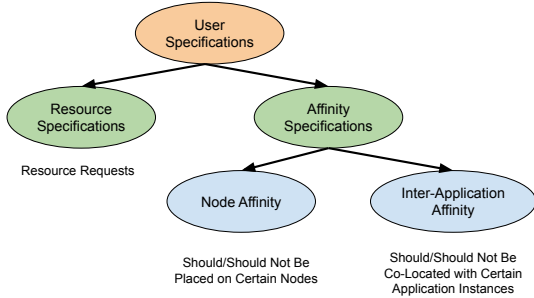 User
Specifications
Resource
Specifications
Affinity
Specifications
Resource Requests
Node Affinity
Inter-Application
Affinity
Should/Should Not Be
Placed on Certain Nodes
Should/Should Not Be
Co-Located with Certain
Application Instances